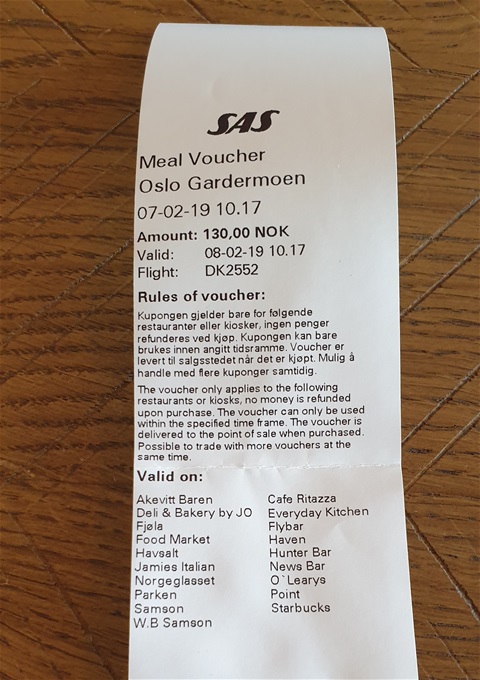 SAS
Meal Voucher
Oslo Gardermoen
07-02-19 10.17
Amount: 130,00 NOK
Valid: 08-02-19 10.17
Flight: DK2552
Rules of voucher:
Kupongen gjelder bare for følgende
restauranter eller kiosker, ingen penger
refunderes ved kjøp. Kupongen kan bare
brukes innen angitt tidsramme. Voucher er
levert til salgsstedet når det er kjøpt. Mulig å
handle med flere kuponger samtidig.
The voucher only applies to the following
restaurants or kiosks, no money is refunded
upon purchase. The voucher can only be used
within the specified time frame. The voucher is
delivered to the point of sale when purchased.
Possible to trade with more vouchers at the
same time.
Valid on:
Akevitt Baren
Deli & Bakery by JO
Fjøla
Food Market
Havsalt
Jamies Italian
Norgeglasset
Parken
Samson
W.B Samson
Cafe Ritazza
Everyday Kitchen
Flybar
Haven
Hunter Bar
News Bar
O`Learys
Point
Starbucks